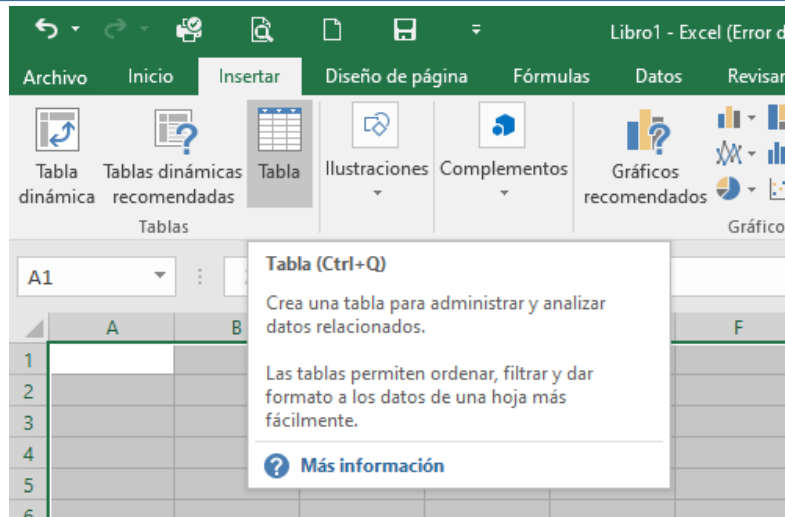 Libro1 - Excel (Error d
Archivo Inicio Insertar Diseño de página Fórmulas Datos Revisar
Tabla dinámica
Tablas dinámicas recomendadas
Tabla
Ilustraciones
Complementos
Gráficos recomendados
Tablas
Gráfico
A1
Tabla (Ctrl+Q)
Crea una tabla para administrar y analizar
datos relacionados.
Las tablas permiten ordenar, filtrar y dar
formato a los datos de una hoja más
fácilmente.
? Más información
A B F
1
2
3
4
5
6